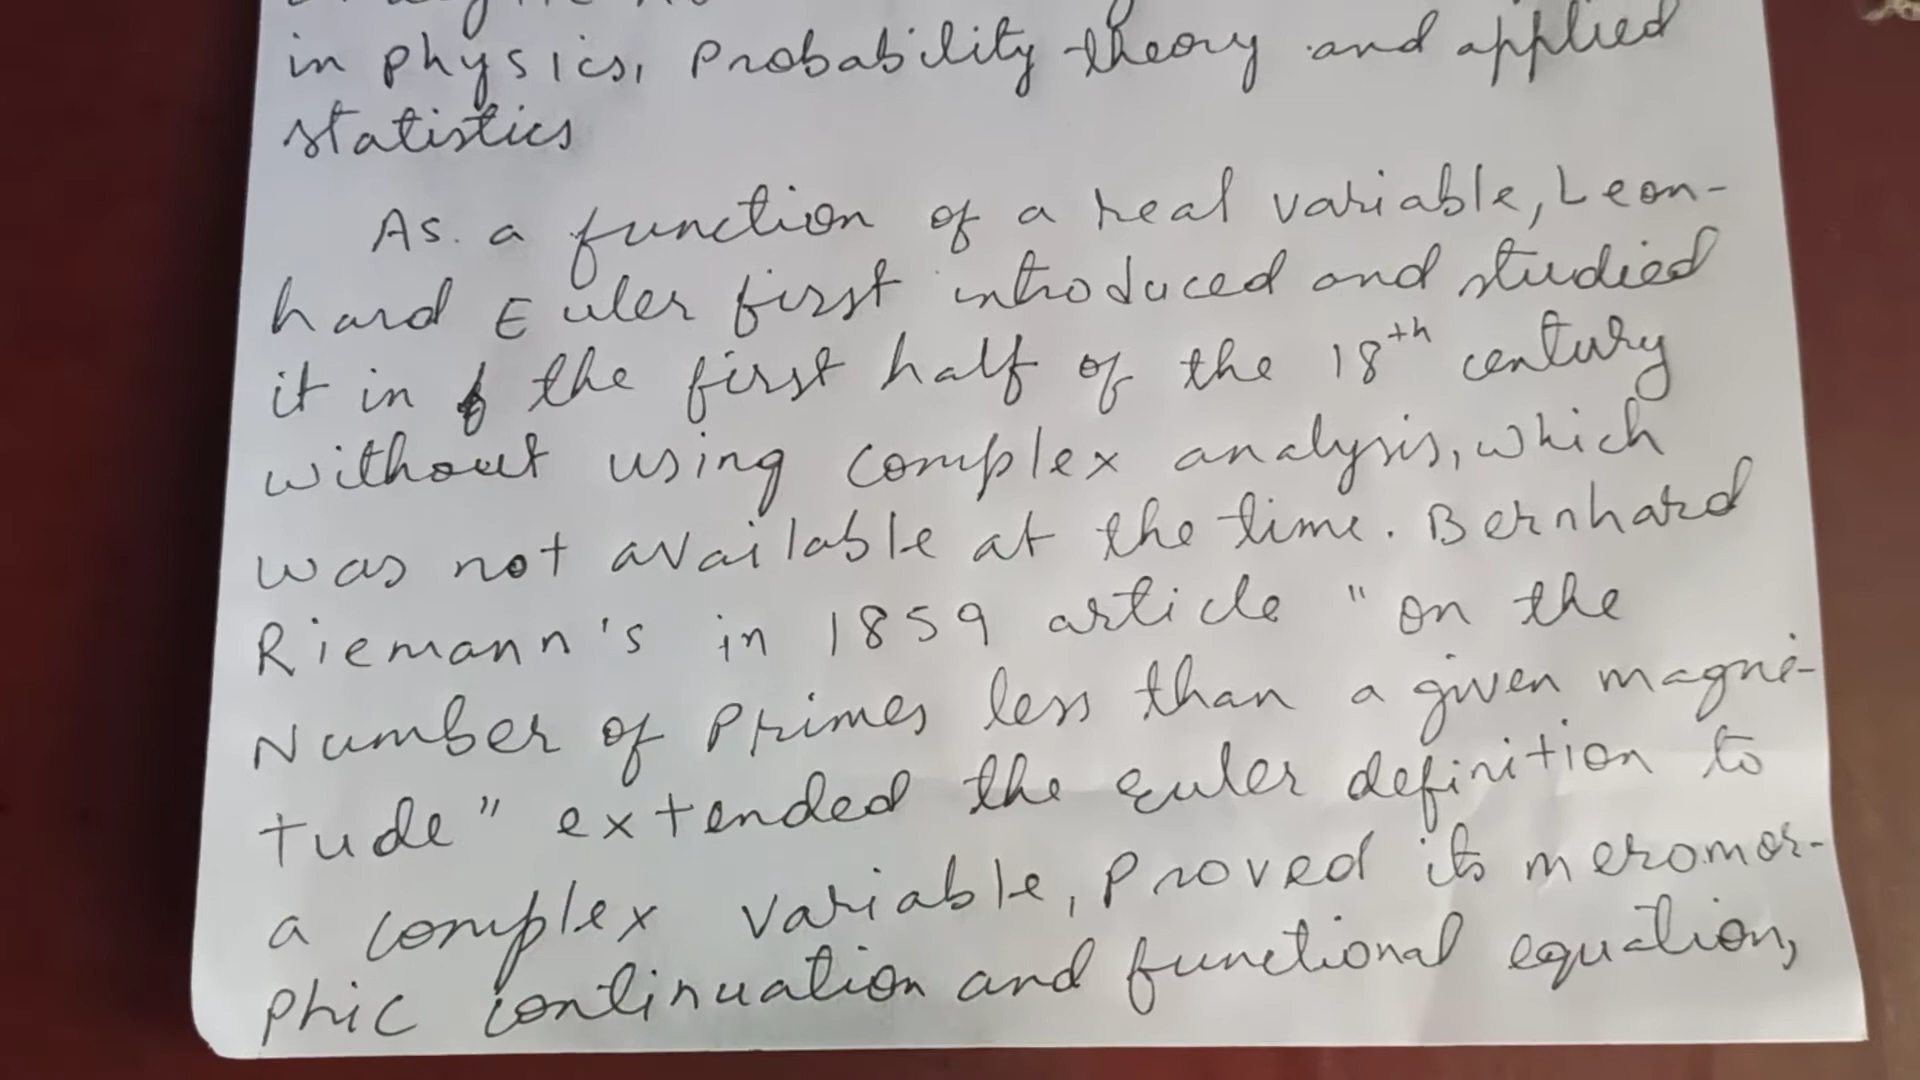 in physics, Probability theory and applied
statistics
As a function of a real variable, Leon-
hard Euler first introduced and studied
it in the first half of the 18th century
without using complex analysis, which
was not available at the time. Bernhard
Riemann's in 1859 article "on the
Number of Primes less than a given magni-
tude" extended the Euler definition to
a complex variable, Proved its meromor-
phic continuation and functional equation,